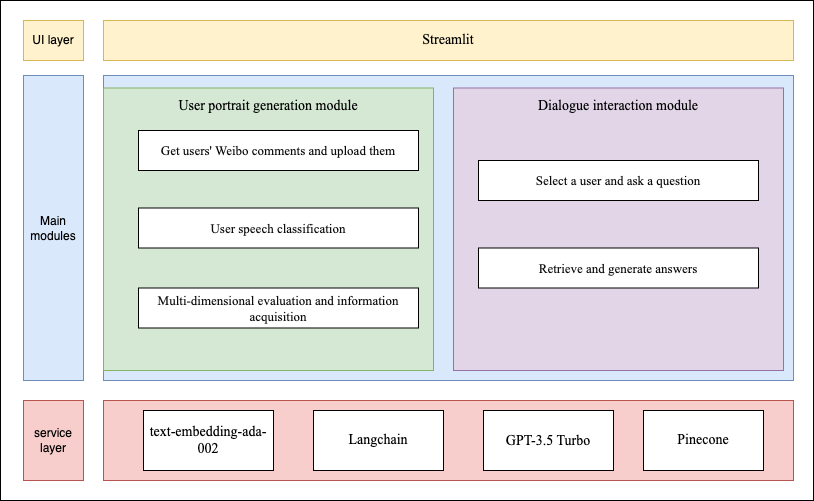 UI layer
Streamlit
Main
modules
User portrait generation module
Get users' Weibo comments and upload them
User speech classification
Multi-dimensional evaluation and information
acquisition
Dialogue interaction module
Select a user and ask a question
Retrieve and generate answers
service
layer
text-embedding-ada-
002
Langchain
GPT-3.5 Turbo
Pinecone